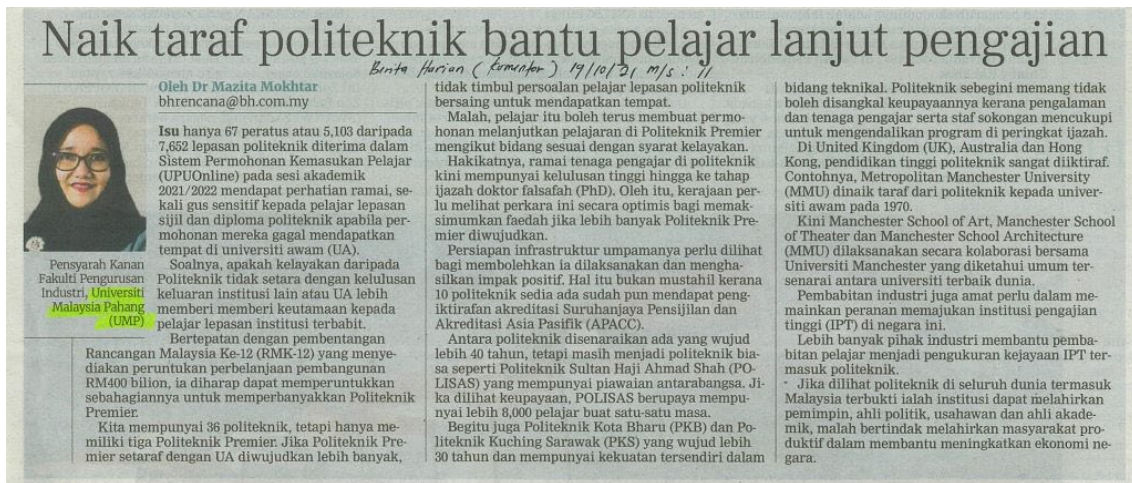 Naik taraf politeknik bantu pelajar lanjut pengajian
Berita Harian (Komentar) 19/10/21 m/s: 11
Oleh Dr Mazita Mokhtar
bhrencana@bh.com.my
Isu hanya 67 peratus atau 5,103 daripada
7,652 lepasan politeknik diterima dalam
Sistem Permohonan Kemasukan Pelajar
(UPUOnline) pada sesi akademik
2021/2022 mendapat perhatian ramai, se-
kali gus sensitif kepada pelajar lepasan
sijil dan diploma politeknik apabila per-
mohonan mereka gagal mendapatkan
tempat di universiti awam (UA).
Soalnya, apakah kelayakan daripada
Politeknik tidak setara dengan kelulusan
keluaran institusi lain atau UA lebih
memberi memberi keutamaan kepada
pelajar lepasan institusi terbabit.
Bertepatan dengan pembentangan
Rancangan Malaysia Ke-12 (RMK-12) yang menye-
diakan peruntukan perbelanjaan pembangunan
RM400 bilion, ia diharap dapat memperuntukkan
sebahagiannya untuk memperbanyakkan Politeknik
Premier.
Kita mempunyai 36 politeknik, tetapi hanya me-
miliki tiga Politeknik Premier. Jika Politeknik Pre-
mier setaraf dengan UA diwujudkan lebih banyak,
Pensyarah Kanan
Fakulti Pengurusan
Industri, Universiti
Malaysia Pahang
(UMP)
tidak timbul persoalan pelajar lepasan politeknik
bersaing untuk mendapatkan tempat.
Malah, pelajar itu boleh terus membuat permo-
honan melanjutkan pelajaran di Politeknik Premier
mengikut bidang sesuai dengan syarat kelayakan.
Hakikatnya, ramai tenaga pengajar di politeknik
kini mempunyai kelulusan tinggi hingga ke tahap
ijazah doktor falsafah (PhD). Oleh itu, kerajaan per-
lu melihat perkara ini secara optimis bagi memak-
simumkan faedah jika lebih banyak Politeknik Pre-
mier diwujudkan.
Persiapan infrastruktur umpamanya perlu dilihat
bagi membolehkan ia dilaksanakan dan mengha-
silkan impak positif. Hal itu bukan mustahil kerana
10 politeknik sedia ada sudah pun mendapat peng-
iktirafan akreditasi Suruhanjaya Pensijilan dan
Akreditasi Asia Pasifik (APACC).
Antara politeknik disenaraikan ada yang wujud
lebih 40 tahun, tetapi masih menjadi politeknik bia-
sa seperti Politeknik Sultan Haji Ahmad Shah (PO-
LISAS) yang mempunyai piawaian antarabangsa. Ji-
ka dilihat keupayaan, POLISAS berupaya mempu-
nyai lebih 8,000 pelajar buat satu-satu masa.
Begitu juga Politeknik Kota Bharu (PKB) dan Po-
liteknik Kuching Sarawak (PKS) yang wujud lebih
30 tahun dan mempunyai kekuatan tersendiri dalam
bidang teknikal. Politeknik sebegini memang tidak
boleh disangkal keupayaannya kerana pengalaman
dan tenaga pengajar serta staf sokongan mencukupi
untuk mengendalikan program di peringkat ijazah.
Di United Kingdom (UK), Australia dan Hong
Kong, pendidikan tinggi politeknik sangat diiktiraf.
Contohnya, Metropolitan Manchester University
(MMU) dinaik taraf dari politeknik kepada univer-
siti awam pada 1970.
Kini Manchester School of Art, Manchester School
of Theater dan Manchester School Architecture
(MMU) dilaksanakan secara kolaborasi bersama
Universiti Manchester yang diketahui umum ter-
senarai antara universiti terbaik dunia.
Pembabitan industri juga amat perlu dalam me-
mainkan peranan memajukan institusi pengajian
tinggi (IPT) di negara ini.
Lebih banyak pihak industri membantu pemba-
bitan pelajar menjadi pengukuran kejayaan IPT ter-
masuk politeknik.
Jika dilihat politeknik di seluruh dunia termasuk
Malaysia terbukti ialah institusi dapat melahirkan
pemimpin, ahli politik, usahawan dan ahli akade-
mik, malah bertindak melahirkan masyarakat pro-
duktif dalam membantu meningkatkan ekonomi ne-
gara.